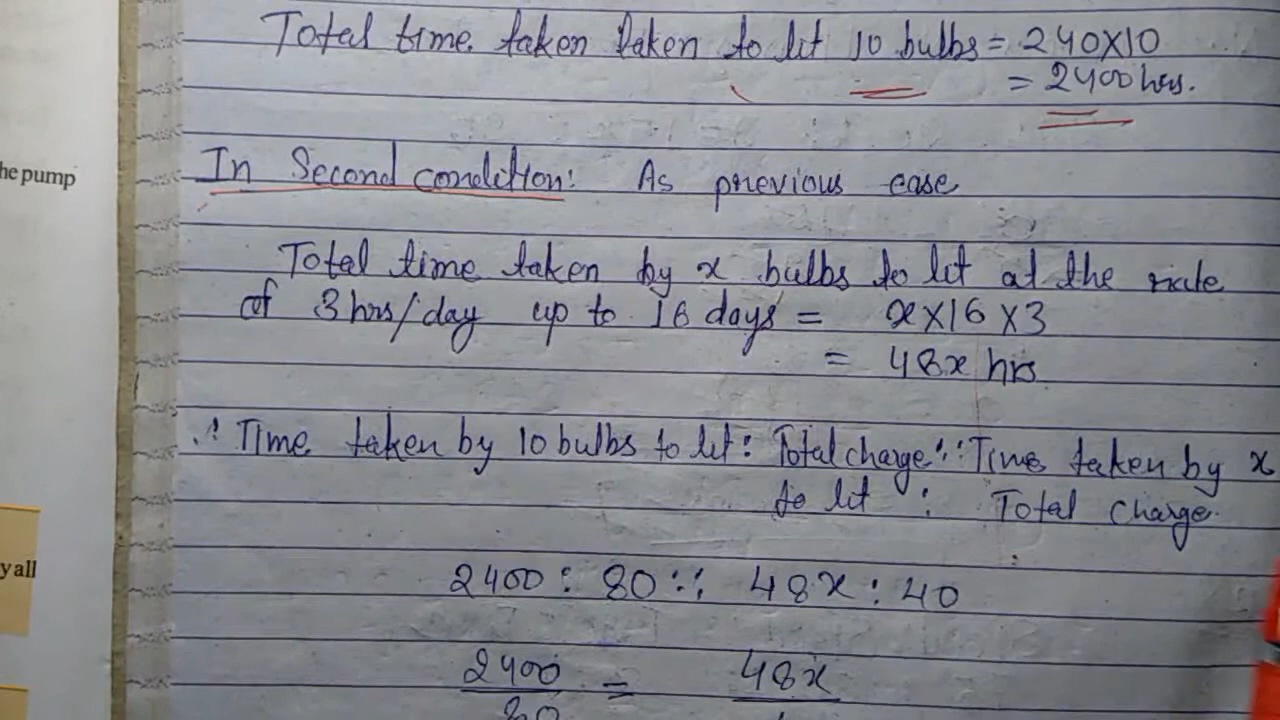 Total time taken taken to lit 10 bulbs = 240X10
= 2400 hrs.
he pump
In Second condition: As previous case
Total time taken by x bulbs to lit at the rate
of 3 hrs/day up to 16 days = x X 16 X 3
= 48x hrs
∴ Time taken by 10 bulbs to lit : Total charge :: Time taken by x
to lit : Total charge.
y all
2400 : 80 :: 48x : 40
2400 = 48x
80